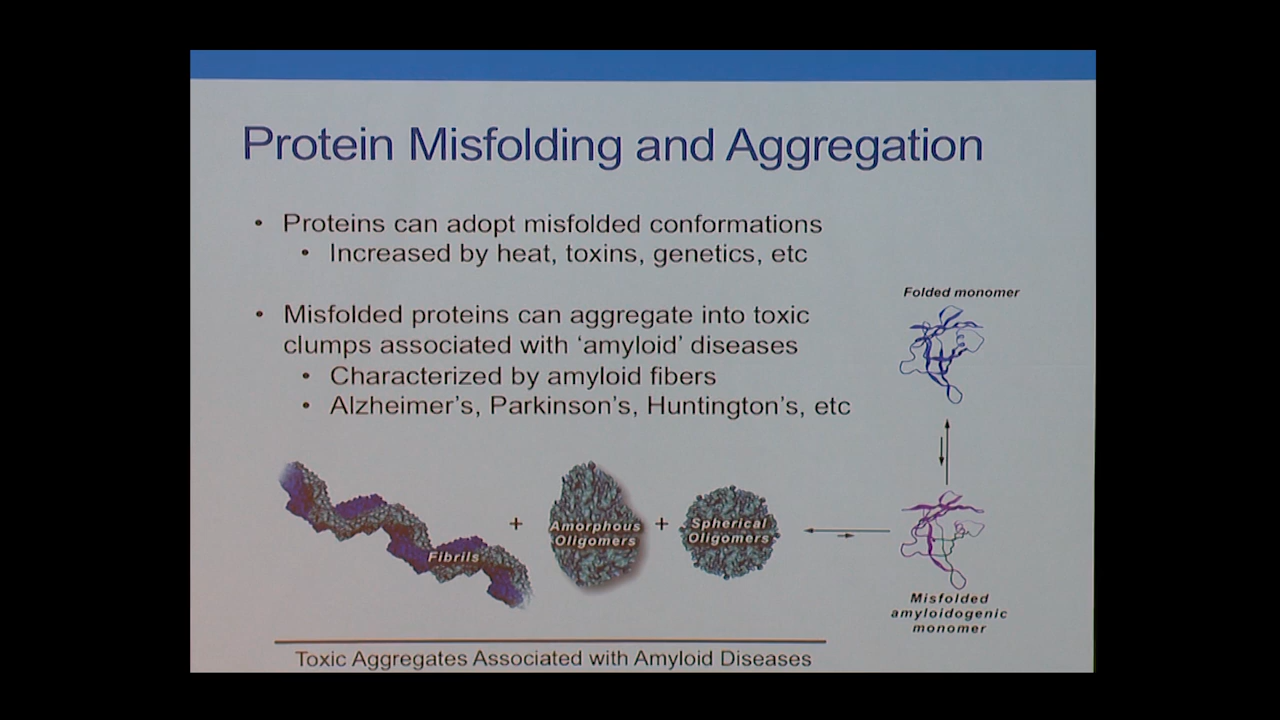 Protein Misfolding and Aggregation
• Proteins can adopt misfolded conformations
• Increased by heat, toxins, genetics, etc
• Misfolded proteins can aggregate into toxic
clumps associated with ‘amyloid’ diseases
• Characterized by amyloid fibers
• Alzheimer’s, Parkinson’s, Huntington’s, etc
Folded monomer
Fibrils
+
Amorphous
Oligomers
+
Spherical
Oligomers
Misfolded
amyloidogenic
monomer
Toxic Aggregates Associated with Amyloid Diseases